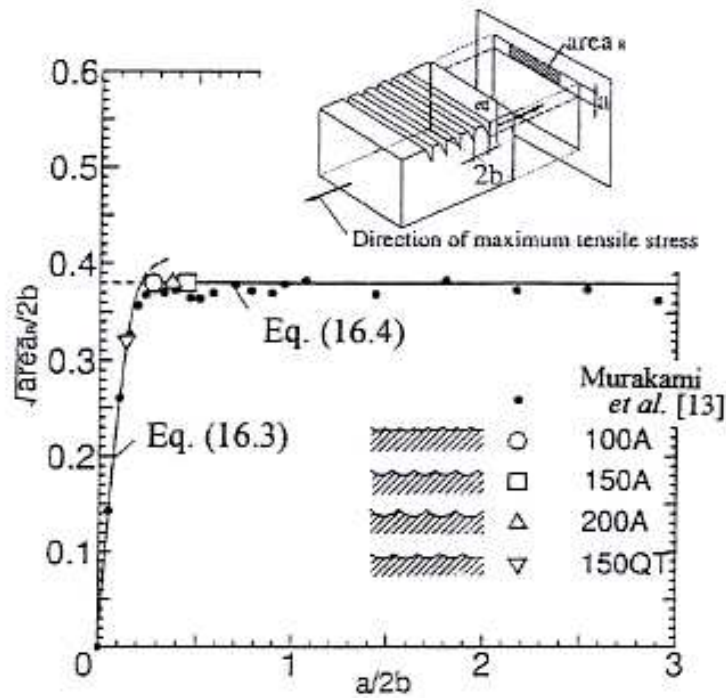 area R
a
a
2b
Direction of maximum tensile stress
0.6
0.5
0.4
0.3
0.2
0.1
0
√areaR/2b
Eq. (16.4)
Eq. (16.3)
Murakami
et al. [13]
100A
150A
200A
150QT
0 1 2 3
a/2b